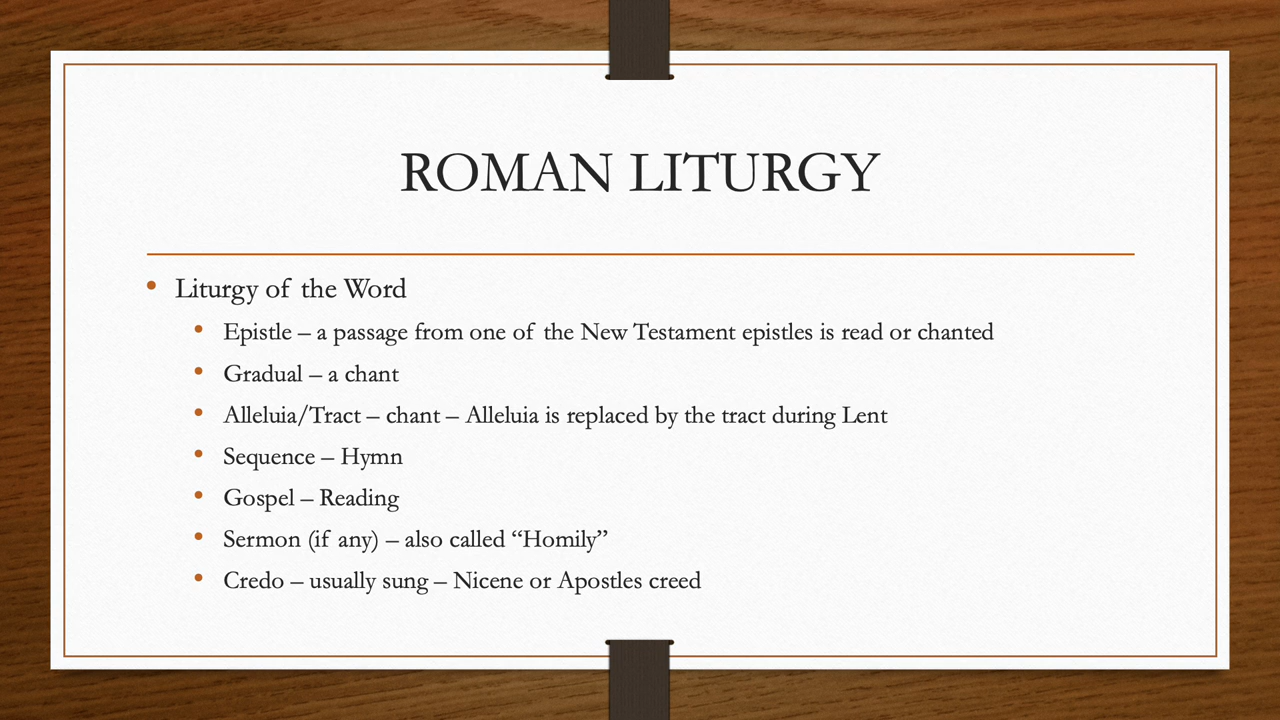 ROMAN LITURGY
• Liturgy of the Word
• Epistle – a passage from one of the New Testament epistles is read or chanted
• Gradual – a chant
• Alleluia/Tract – chant – Alleluia is replaced by the tract during Lent
• Sequence – Hymn
• Gospel – Reading
• Sermon (if any) – also called “Homily”
• Credo – usually sung – Nicene or Apostles creed